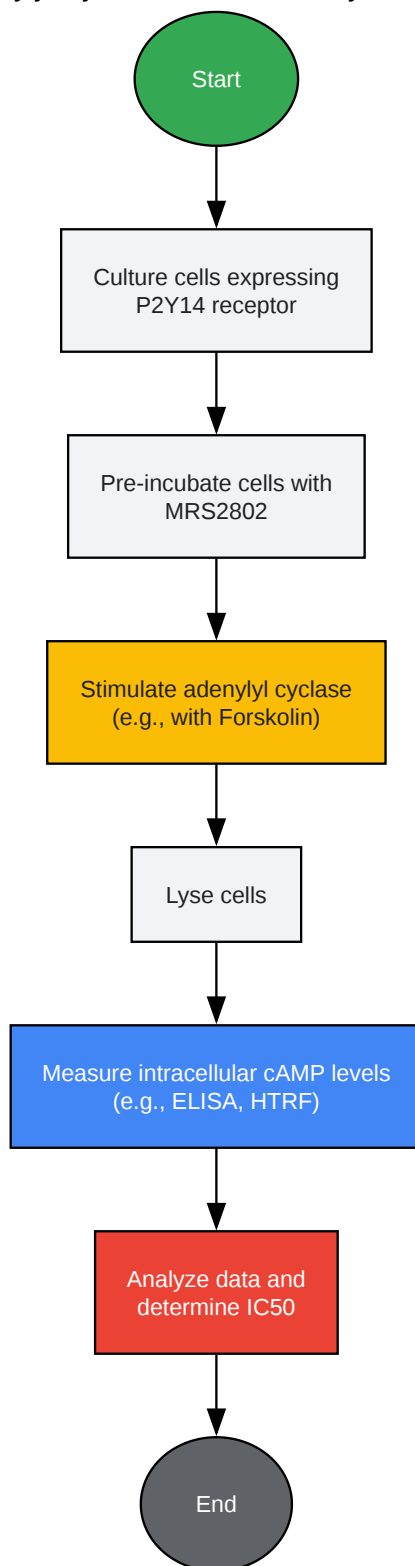 Start
Culture cells expressing
P2Y14 receptor
Pre-incubate cells with
MRS2802
Stimulate adenylyl cyclase
(e.g., with Forskolin)
Lyse cells
Measure intracellular cAMP levels
(e.g., ELISA, HTRF)
Analyze data and
determine IC50
End